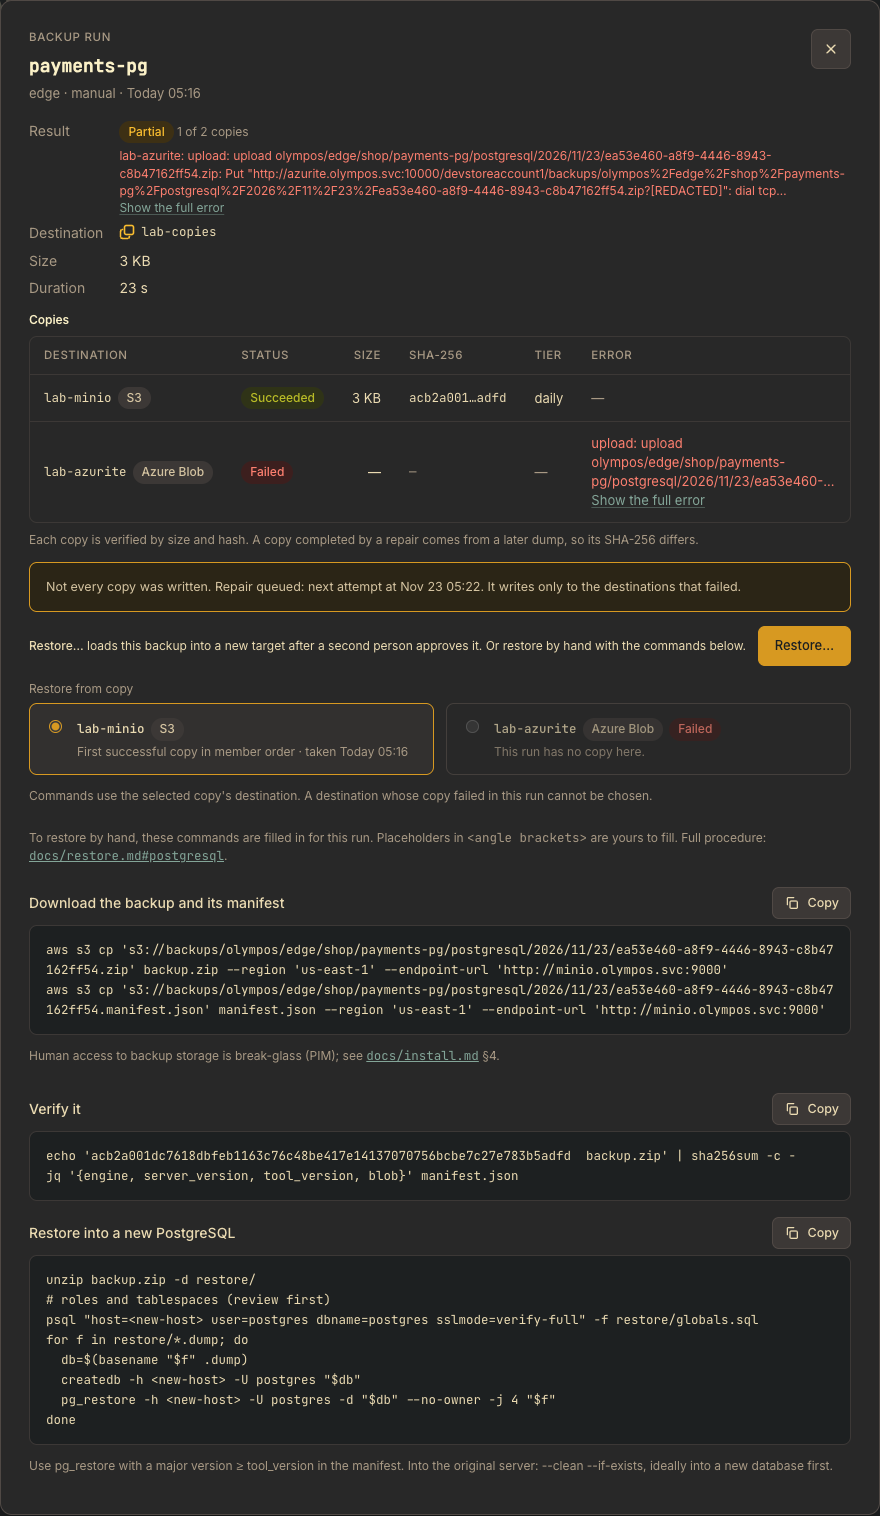 BACKUP RUN
payments-pg
edge · manual · Today 05:16
Result Partial 1 of 2 copies
lab-azurite: upload: upload olympos/edge/shop/payments-pg/postgresql/2026/11/23/ea53e460-a8f9-4446-8943-
c8b47162ff54.zip: Put "http://azurite.olympos.svc:10000/devstoreaccount1/backups/olympos%2Fedge%2Fshop%2Fpayments-
pg%2Fpostgresql%2F2026%2F11%2F23%2Fea53e460-a8f9-4446-8943-c8b47162ff54.zip?[REDACTED]": dial tcp...
Show the full error
Destination lab-copies
Size 3 KB
Duration 23 s
Copies
DESTINATION STATUS SIZE SHA-256 TIER ERROR
lab-minio S3 Succeeded 3 KB acb2a001…adfd daily —
lab-azurite Azure Blob Failed — – — upload: upload
olympos/edge/shop/payments-
pg/postgresql/2026/11/23/ea53e460-...
Show the full error
Each copy is verified by size and hash. A copy completed by a repair comes from a later dump, so its SHA-256 differs.
Not every copy was written. Repair queued: next attempt at Nov 23 05:22. It writes only to the destinations that failed.
Restore... loads this backup into a new target after a second person approves it. Or restore by hand with the commands below. Restore...
Restore from copy
lab-minio S3
First successful copy in member order · taken Today 05:16
lab-azurite Azure Blob Failed
This run has no copy here.
Commands use the selected copy's destination. A destination whose copy failed in this run cannot be chosen.
To restore by hand, these commands are filled in for this run. Placeholders in <angle brackets> are yours to fill. Full procedure:
docs/restore.md#postgresql.
Download the backup and its manifest Copy
aws s3 cp 's3://backups/olympos/edge/shop/payments-pg/postgresql/2026/11/23/ea53e460-a8f9-4446-8943-c8b47
162ff54.zip' backup.zip --region 'us-east-1' --endpoint-url 'http://minio.olympos.svc:9000'
aws s3 cp 's3://backups/olympos/edge/shop/payments-pg/postgresql/2026/11/23/ea53e460-a8f9-4446-8943-c8b47
162ff54.manifest.json' manifest.json --region 'us-east-1' --endpoint-url 'http://minio.olympos.svc:9000'
Human access to backup storage is break-glass (PIM); see docs/install.md §4.
Verify it Copy
echo 'acb2a001dc7618dbfeb1163c76c48be417e14137070756bcbe7c27e783b5adfd  backup.zip' | sha256sum -c -
jq '{engine, server_version, tool_version, blob}' manifest.json
Restore into a new PostgreSQL Copy
unzip backup.zip -d restore/
# roles and tablespaces (review first)
psql "host=<new-host> user=postgres dbname=postgres sslmode=verify-full" -f restore/globals.sql
for f in restore/*.dump; do
  db=$(basename "$f" .dump)
  createdb -h <new-host> -U postgres "$db"
  pg_restore -h <new-host> -U postgres -d "$db" --no-owner -j 4 "$f"
done
Use pg_restore with a major version ≥ tool_version in the manifest. Into the original server: --clean --if-exists, ideally into a new database first.